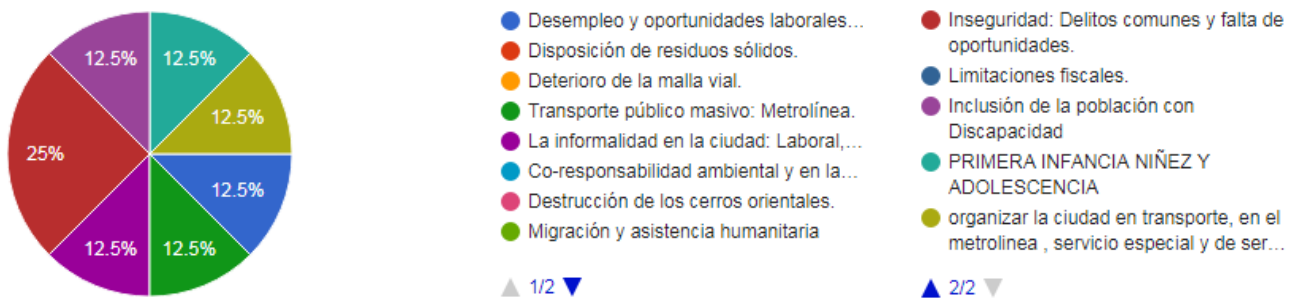 12.5%
12.5%
12.5%
25%
12.5%
12.5%
12.5%
Desempleo y oportunidades laborales...
Disposición de residuos sólidos.
Deterioro de la malla vial.
Transporte público masivo: Metrolínea.
La informalidad en la ciudad: Laboral,...
Co-responsabilidad ambiental y en la...
Destrucción de los cerros orientales.
Migración y asistencia humanitaria
1/2
Inseguridad: Delitos comunes y falta de
oportunidades.
Limitaciones fiscales.
Inclusión de la población con
Discapacidad
PRIMERA INFANCIA NIÑEZ Y
ADOLESCENCIA
organizar la ciudad en transporte, en el
metrolinea , servicio especial y de ser...
2/2